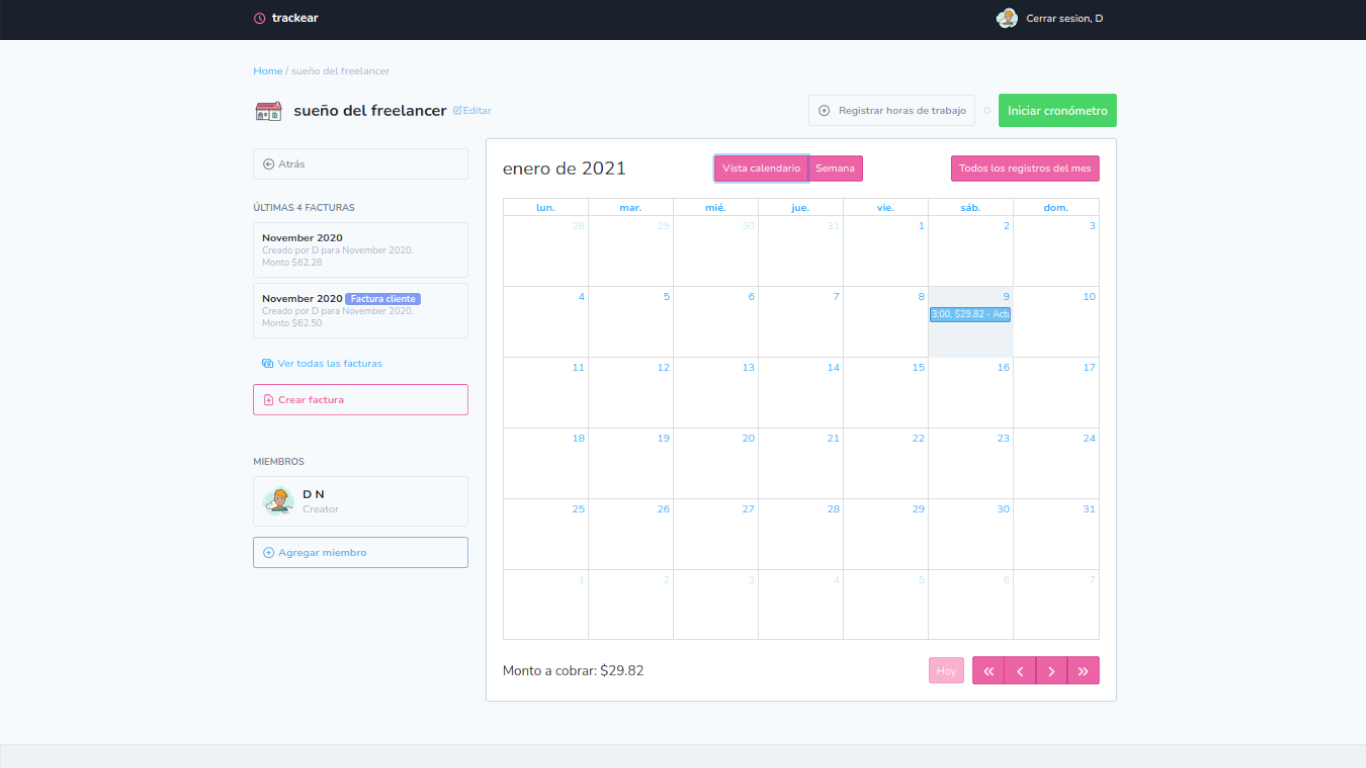 trackear
Cerrar sesion, D
Home / sueño del freelancer
sueño del freelancer Editar
Registrar horas de trabajo
O
Iniciar cronómetro
Atrás
ÚLTIMAS 4 FACTURAS
November 2020
Creado por D para November 2020.
Monto $62.28
November 2020 Factura cliente
Creado por D para November 2020.
Monto $62.50
Ver todas las facturas
Crear factura
MIEMBROS
D N
Creator
Agregar miembro
enero de 2021
Vista calendario Semana
Todos los registros del mes
lun. mar. mié. jue. vie. sáb. dom.
28 29 30 31 1 2 3
4 5 6 7 8 9 10
3:00, $29.82 - Actu
11 12 13 14 15 16 17
18 19 20 21 22 23 24
25 26 27 28 29 30 31
1 2 3 4 5 6 7
Monto a cobrar: $29.82
Hoy